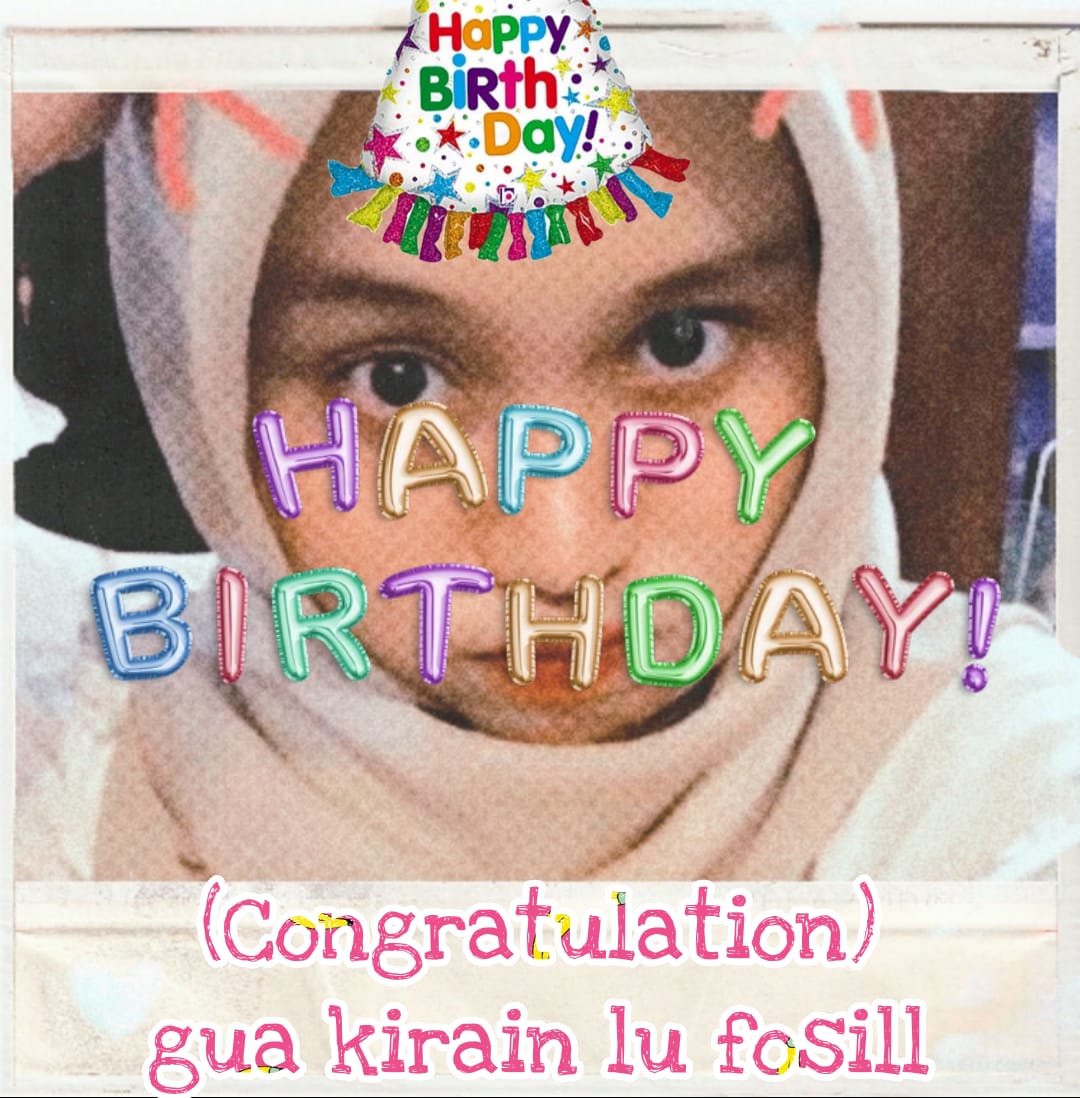 Happy
BiRth
Day!
HAPPY
BIRTHDAY!
(Congratulation)
gua kirain lu fosill